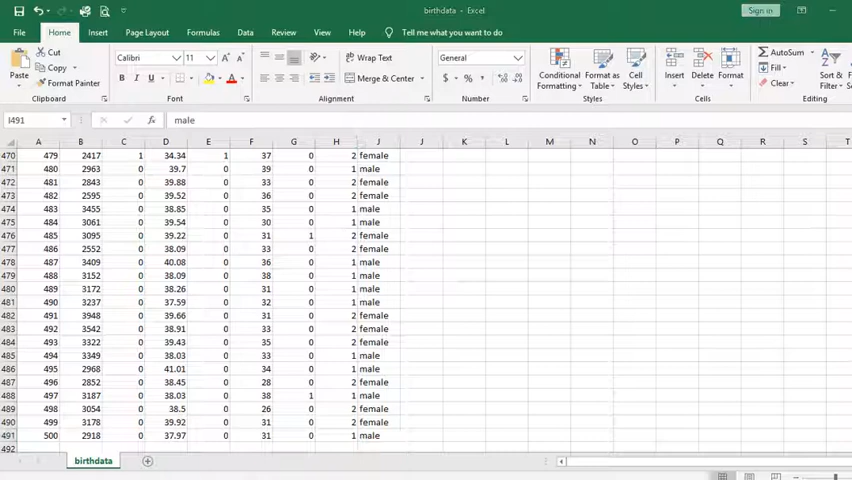 birthdata - Excel
Sign in
File Home Insert Page Layout Formulas Data Review View Help Tell me what you want to do
Paste Cut Copy Format Painter Clipboard
Calibri 11 B I U Font
Wrap Text Merge & Center Alignment
General $ % Number
Conditional Formatting Format as Table Cell Styles Styles
Insert Delete Format Cells
AutoSum Fill Clear Sort & Filter Editing
I491 fx male
A B C D E F G H J J K L M N O P Q R S T
470 479 2417 1 34.34 1 37 0 2 female
471 480 2963 0 39.7 0 39 0 1 male
472 481 2843 0 39.88 0 33 0 2 female
473 482 2595 0 39.52 0 36 0 2 female
474 483 3455 0 38.85 0 35 0 1 male
475 484 3061 0 39.54 0 30 0 1 male
476 485 3095 0 39.22 0 31 1 2 female
477 486 2552 0 38.09 0 33 0 2 female
478 487 3409 0 40.08 0 36 0 1 male
479 488 3152 0 38.09 0 38 0 1 male
480 489 3172 0 38.26 0 31 0 1 male
481 490 3237 0 37.59 0 32 0 1 male
482 491 3948 0 39.66 0 31 0 2 female
483 492 3542 0 38.91 0 33 0 2 female
484 493 3322 0 39.43 0 35 0 2 female
485 494 3349 0 38.03 0 33 0 1 male
486 495 2968 0 41.01 0 34 0 1 male
487 496 2852 0 38.45 0 28 0 2 female
488 497 3187 0 38.03 0 38 1 1 male
489 498 3054 0 38.5 0 26 0 2 female
490 499 3178 0 39.92 0 31 0 2 female
491 500 2918 0 37.97 0 31 0 1 male
492
birthdata